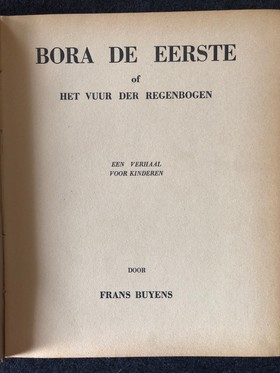 BORA DE EERSTE
of
HET VUUR DER REGENBOGEN
EEN VERHAAL
VOOR KINDEREN
DOOR
FRANS BUYENS